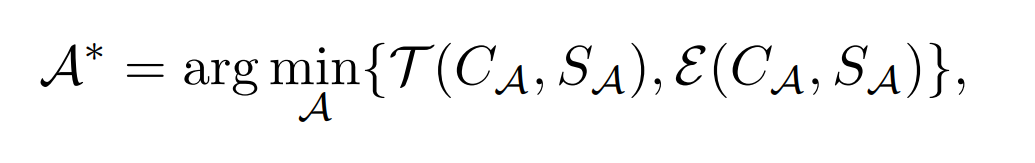 𝒜* = arg min_𝒜 {𝒯(C_𝒜, S_𝒜), ℰ(C_𝒜, S_𝒜)},